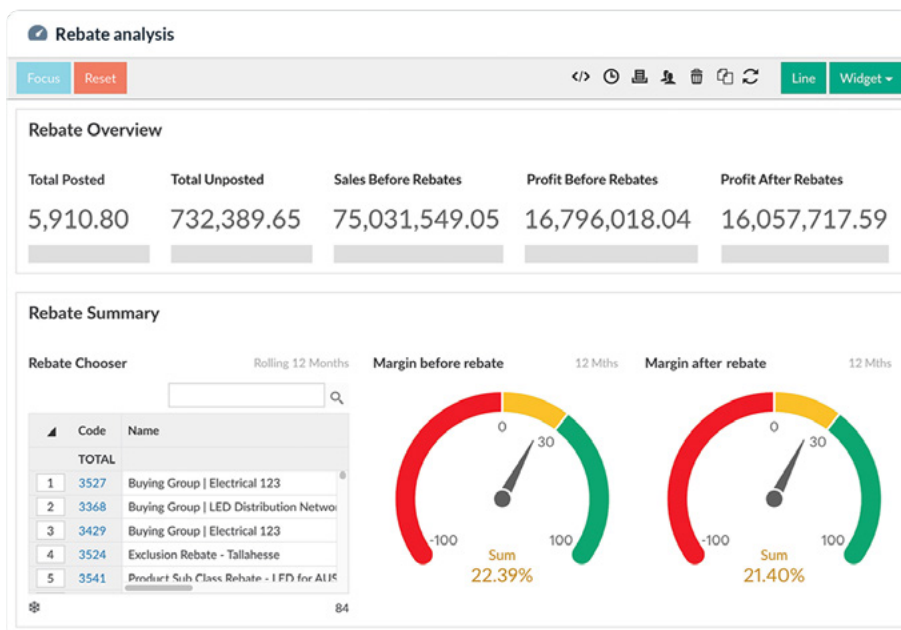 Rebate analysis
Focus Reset </> Line Widget
Rebate Overview
Total Posted Total Unposted Sales Before Rebates Profit Before Rebates Profit After Rebates
5,910.80 732,389.65 75,031,549.05 16,796,018.04 16,057,717.59
Rebate Summary
Rebate Chooser Rolling 12 Months Margin before rebate 12 Mths Margin after rebate 12 Mths
Code Name
TOTAL
1 3527 Buying Group | Electrical 123
2 3368 Buying Group | LED Distribution Netwo
3 3429 Buying Group | Electrical 123
4 3524 Exclusion Rebate - Tallahesse
5 3541 Product Sub Class Rebate - LED for AUS
84
0
30
-100 100
Sum
22.39%
0
30
-100 100
Sum
21.40%